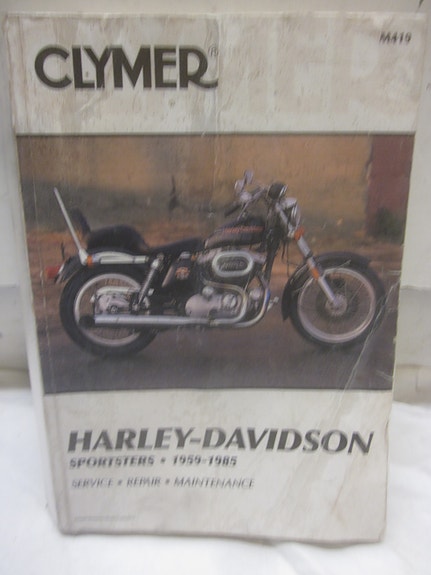 M419
CLYMER
HARLEY-DAVIDSON
SPORTSTERS • 1959-1985
SERVICE • REPAIR • MAINTENANCE